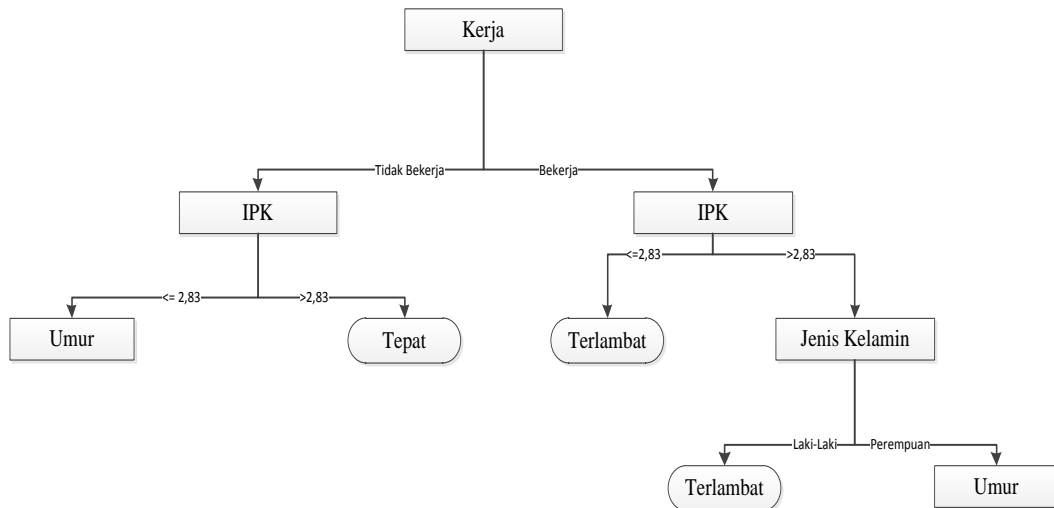 Kerja
Tidak Bekerja
Bekerja
IPK
IPK
<=2,83
>2,83
<= 2,83
>2,83
Umur
Tepat
Terlambat
Jenis Kelamin
Laki-Laki
Perempuan
Terlambat
Umur